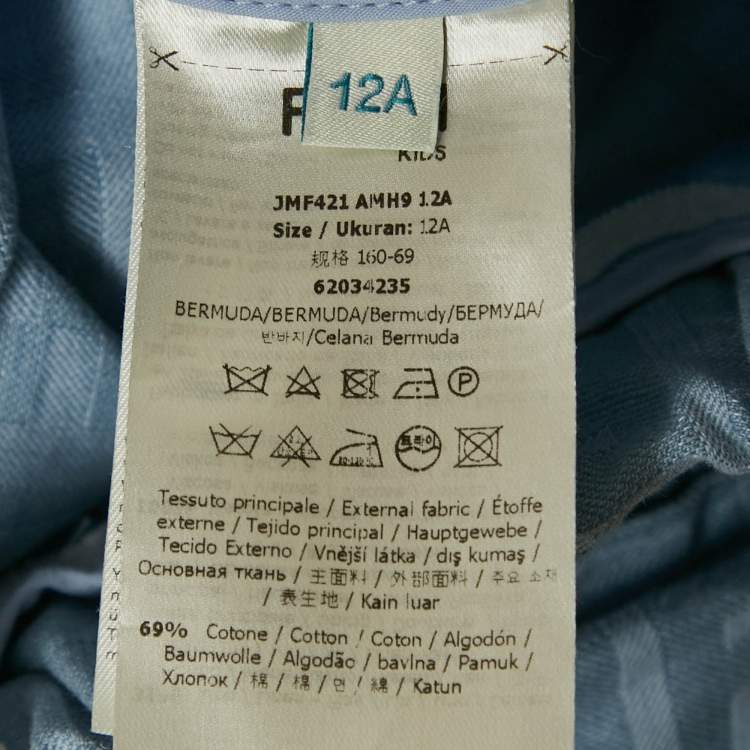 12A
KIDS
JMF421 AMH9 12A
Size / Ukuran: 12A
规格 160-69
62034235
BERMUDA/BERMUDA/Bermudy/БЕРМУДА/
반바지/Celana Bermuda
P
드라이
Tessuto principale / External fabric / Étoffe
externe / Tejido principal / Hauptgewebe /
Tecido Externo / Vnější látka / dış kumaş /
Основная ткань / 主面料 / 外部面料 / 주요 소재
/ 表生地 / Kain luar
69% Cotone / Cotton / Coton / Algodón /
Baumwolle / Algodão / bavlna / Pamuk /
Хлопок / 棉 / 棉 / 면 / 綿 / Katun